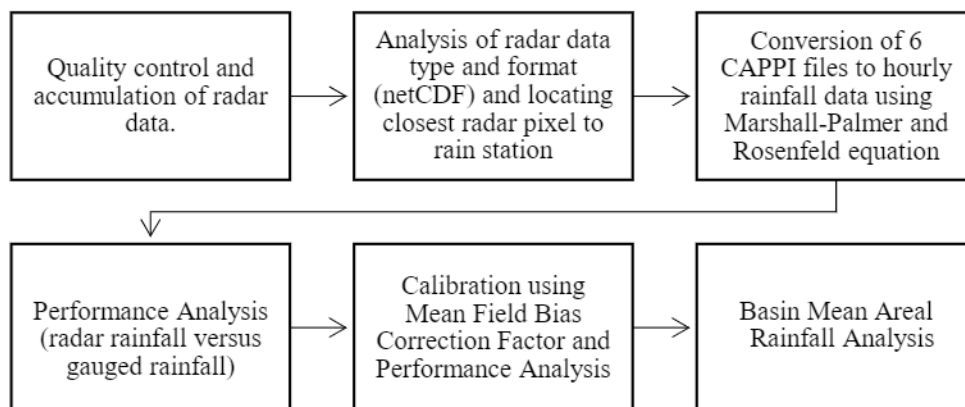 Quality control and
accumulation of radar
data.
Analysis of radar data
type and format
(netCDF) and locating
closest radar pixel to
rain station
Conversion of 6
CAPPI files to hourly
rainfall data using
Marshall-Palmer and
Rosenfeld equation
Performance Analysis
(radar rainfall versus
gauged rainfall)
Calibration using
Mean Field Bias
Correction Factor and
Performance Analysis
Basin Mean Areal
Rainfall Analysis